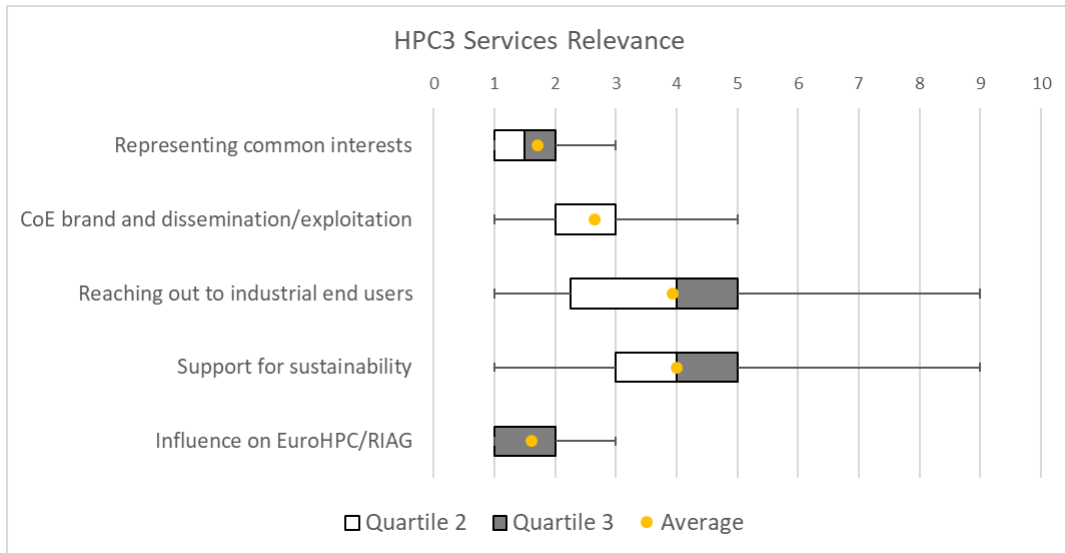 HPC3 Services Relevance
0 1 2 3 4 5 6 7 8 9 10
Representing common interests
CoE brand and dissemination/exploitation
Reaching out to industrial end users
Support for sustainability
Influence on EuroHPC/RIAG
Quartile 2 Quartile 3 Average